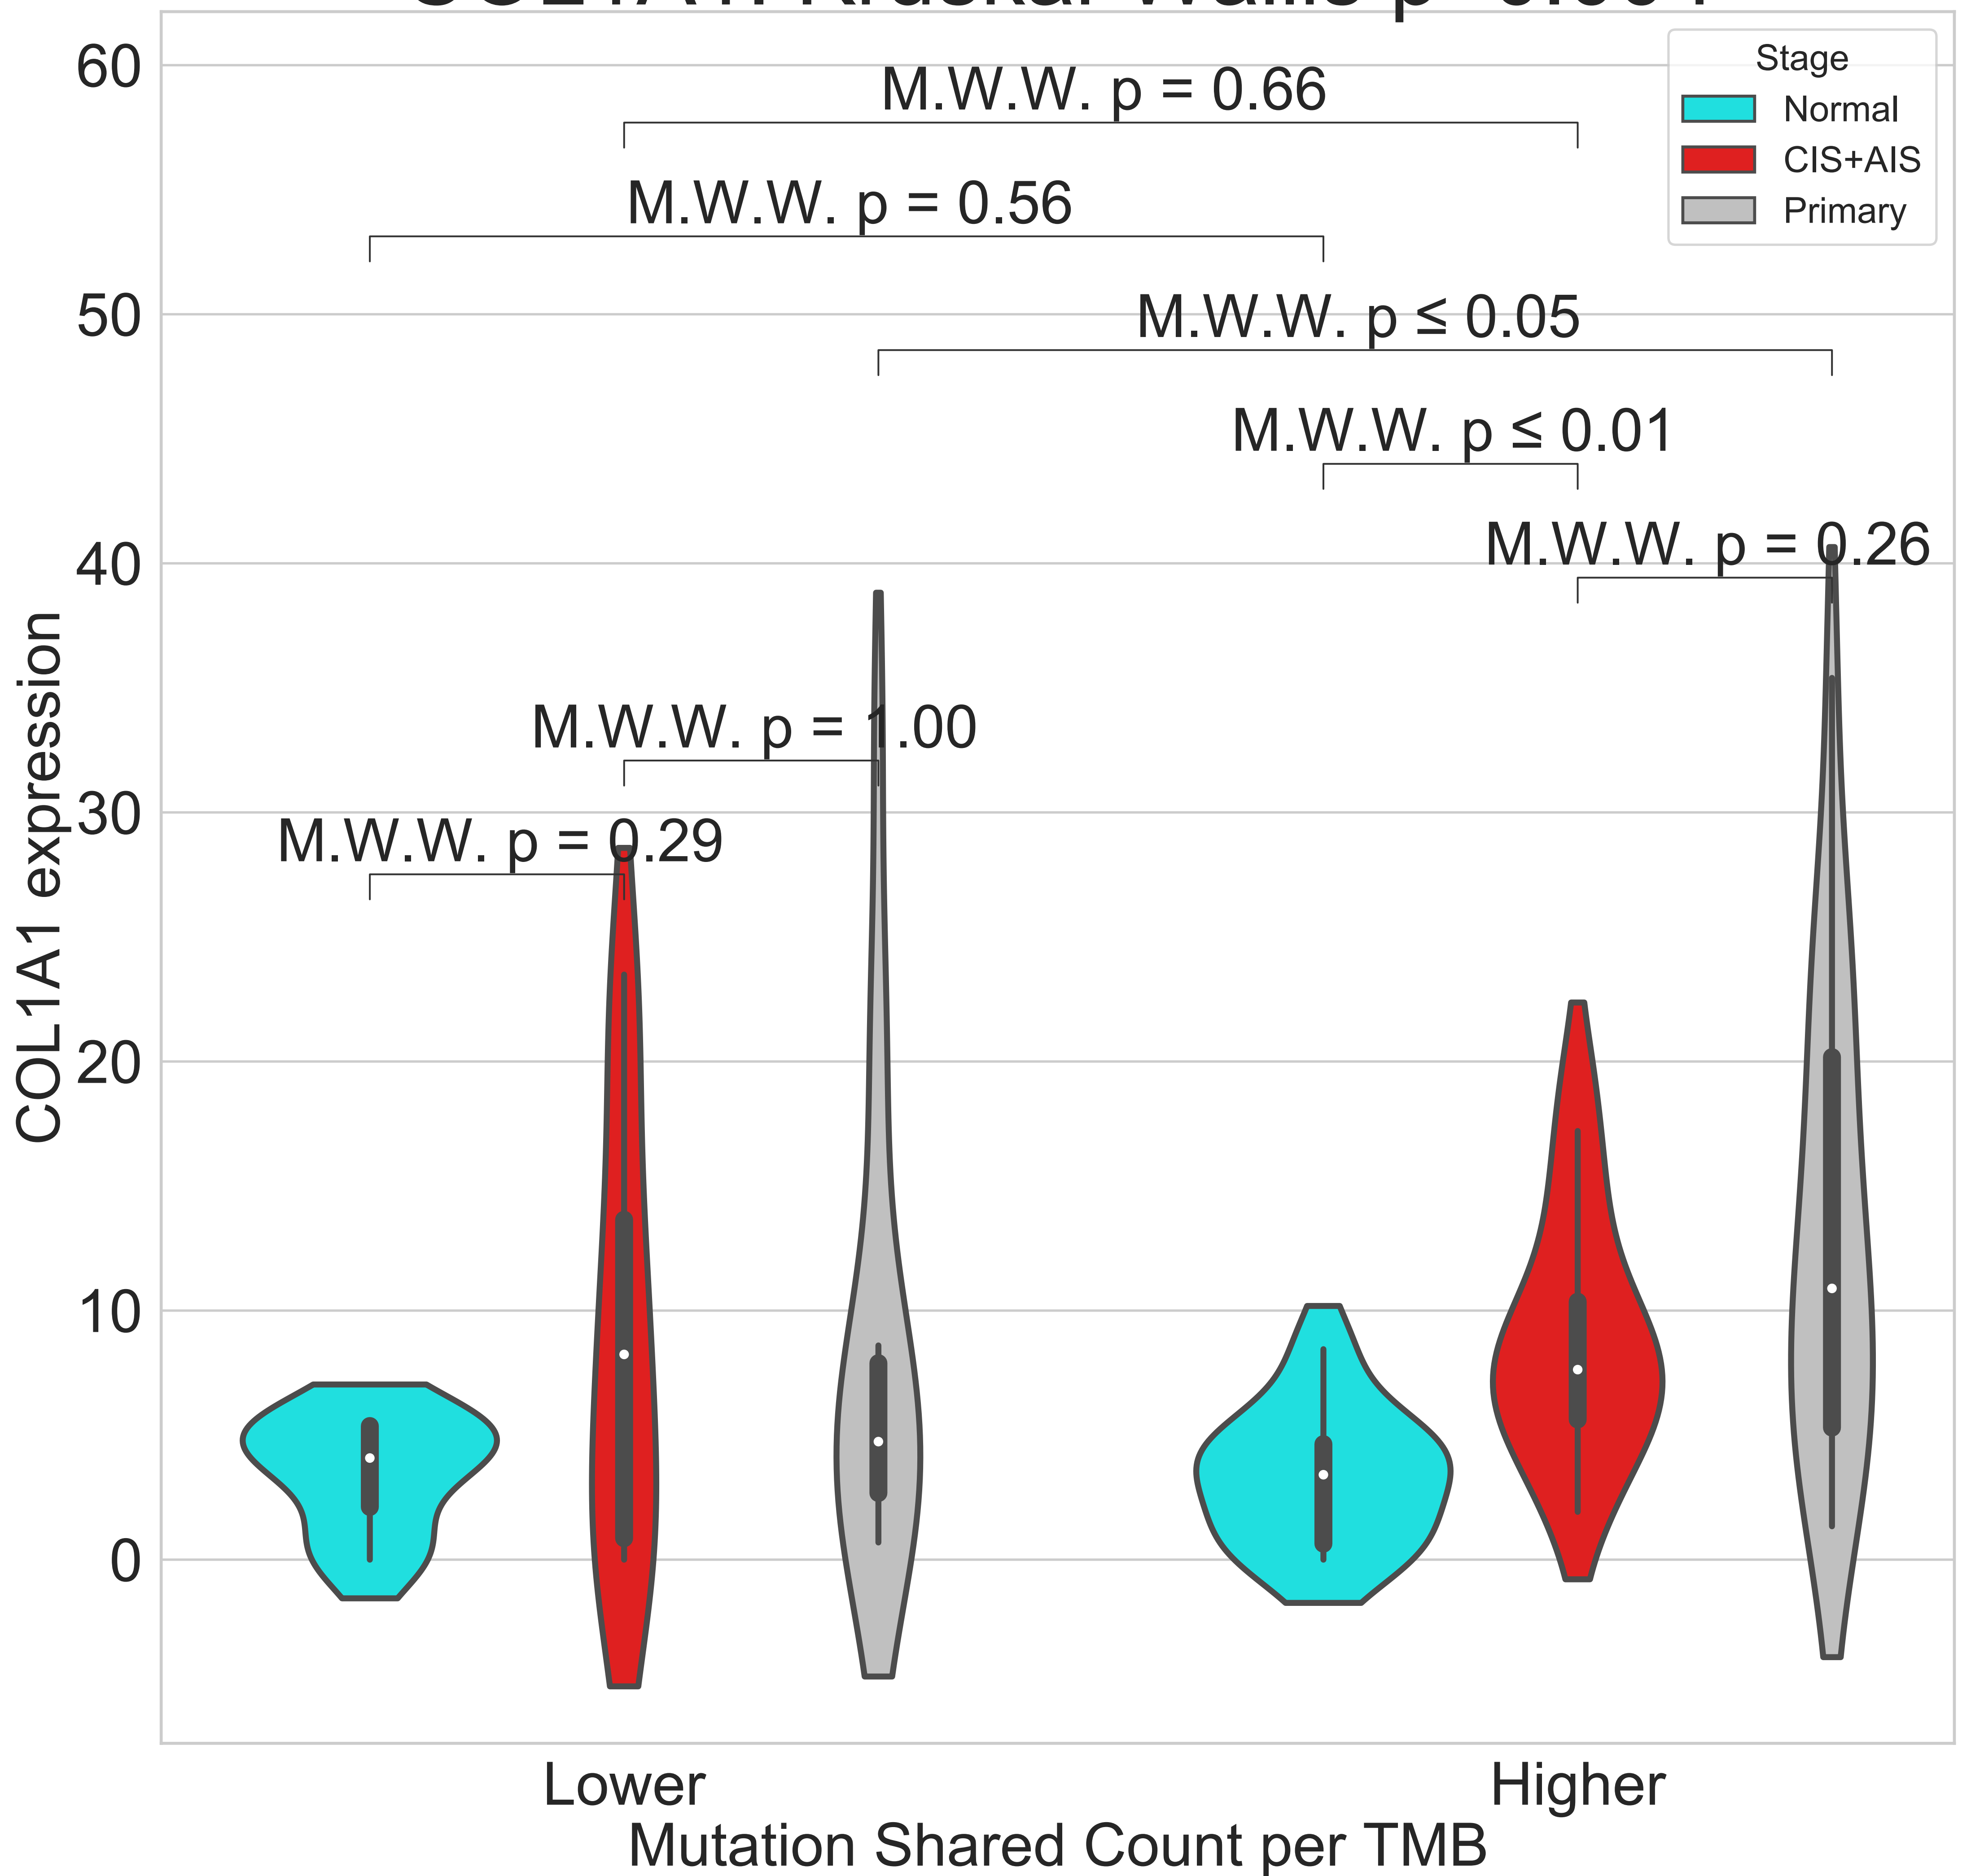 60
50
40
30
20
10
0
COL1A1 expression
M.W.W. p = 0.66
M.W.W. p = 0.56
M.W.W. p ≤ 0.05
M.W.W. p ≤ 0.01
M.W.W. p = 0.26
M.W.W. p = 1.00
M.W.W. p = 0.29
Stage
Normal
CIS+AIS
Primary
Lower
Higher
Mutation Shared Count per TMB